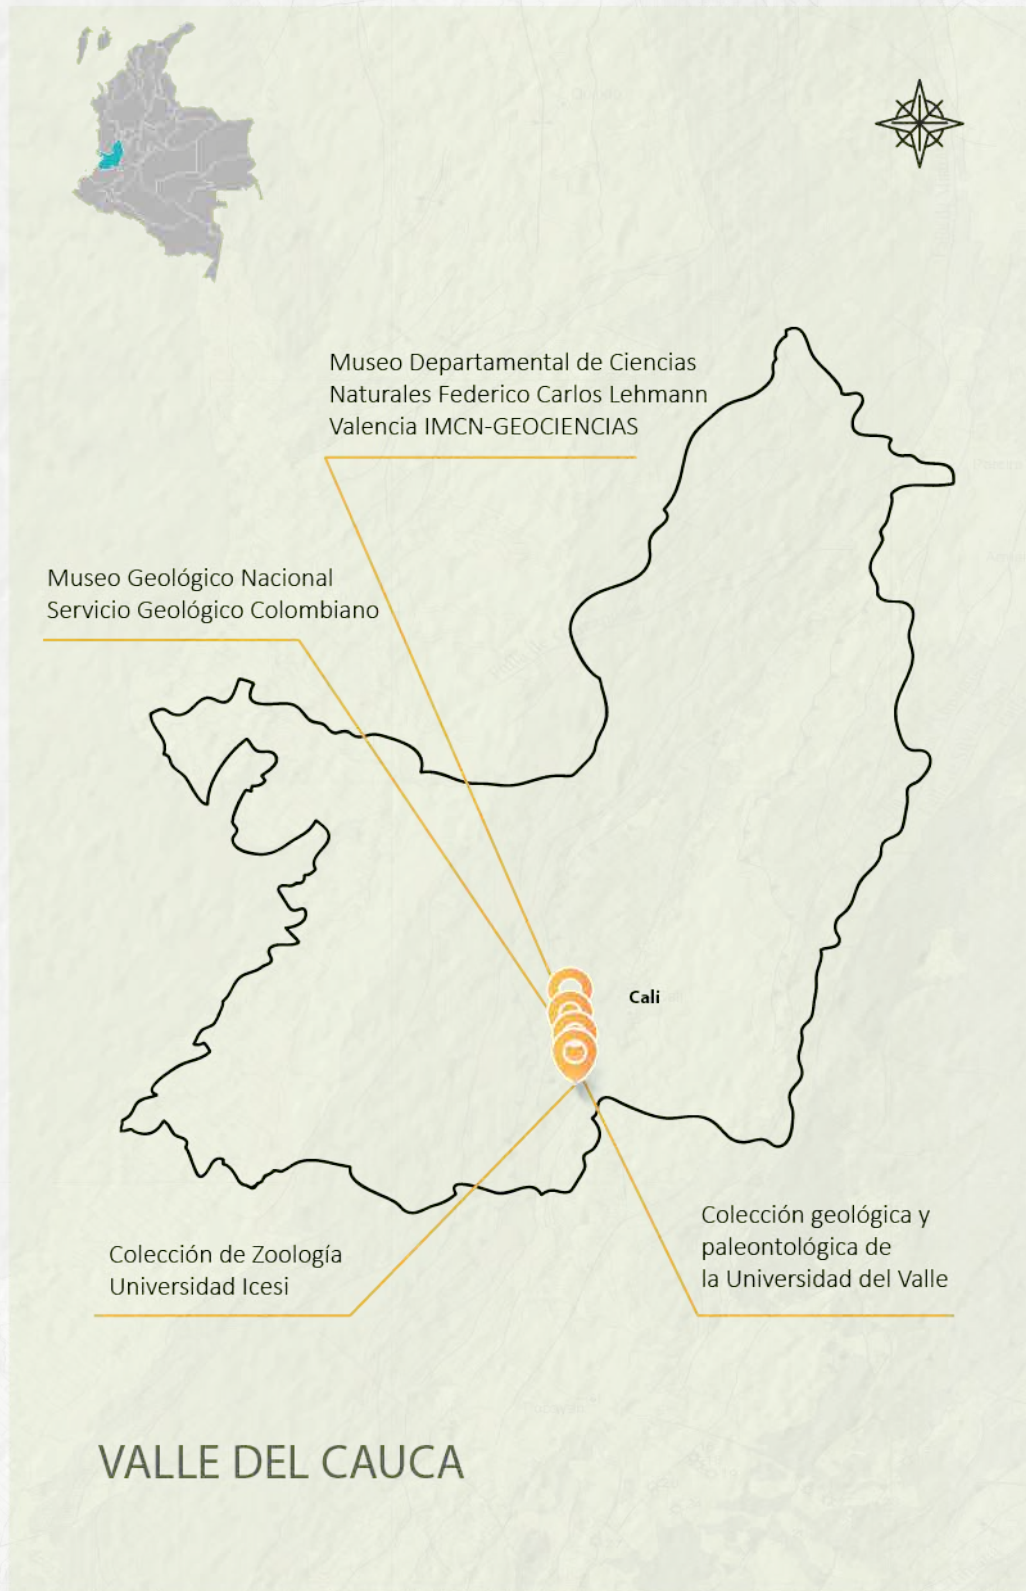 Museo Departamental de Ciencias
Naturales Federico Carlos Lehmann
Valencia IMCN-GEOCIENCIAS
Museo Geológico Nacional
Servicio Geológico Colombiano
Cali
Colección geológica y
paleontológica de
la Universidad del Valle
Colección de Zoología
Universidad Icesi
VALLE DEL CAUCA